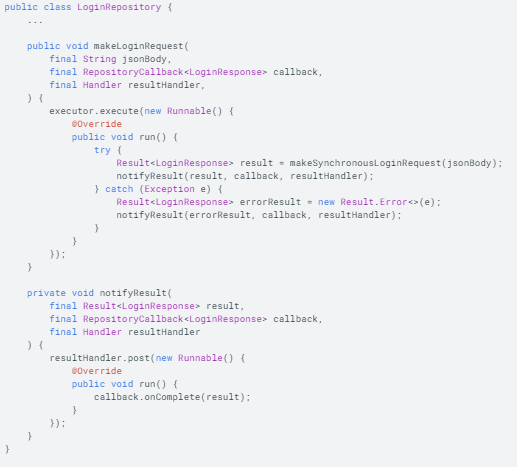 public class LoginRepository {
    ...

    public void makeLoginRequest(
        final String jsonBody,
        final RepositoryCallback<LoginResponse> callback,
        final Handler resultHandler,
    ) {
        executor.execute(new Runnable() {
            @Override
            public void run() {
                try {
                    Result<LoginResponse> result = makeSynchronousLoginRequest(jsonBody);
                    notifyResult(result, callback, resultHandler);
                } catch (Exception e) {
                    Result<LoginResponse> errorResult = new Result.Error<>(e);
                    notifyResult(errorResult, callback, resultHandler);
                }
            }
        });
    }

    private void notifyResult(
        final Result<LoginResponse> result,
        final RepositoryCallback<LoginResponse> callback,
        final Handler resultHandler
    ) {
        resultHandler.post(new Runnable() {
            @Override
            public void run() {
                callback.onComplete(result);
            }
        });
    }
}